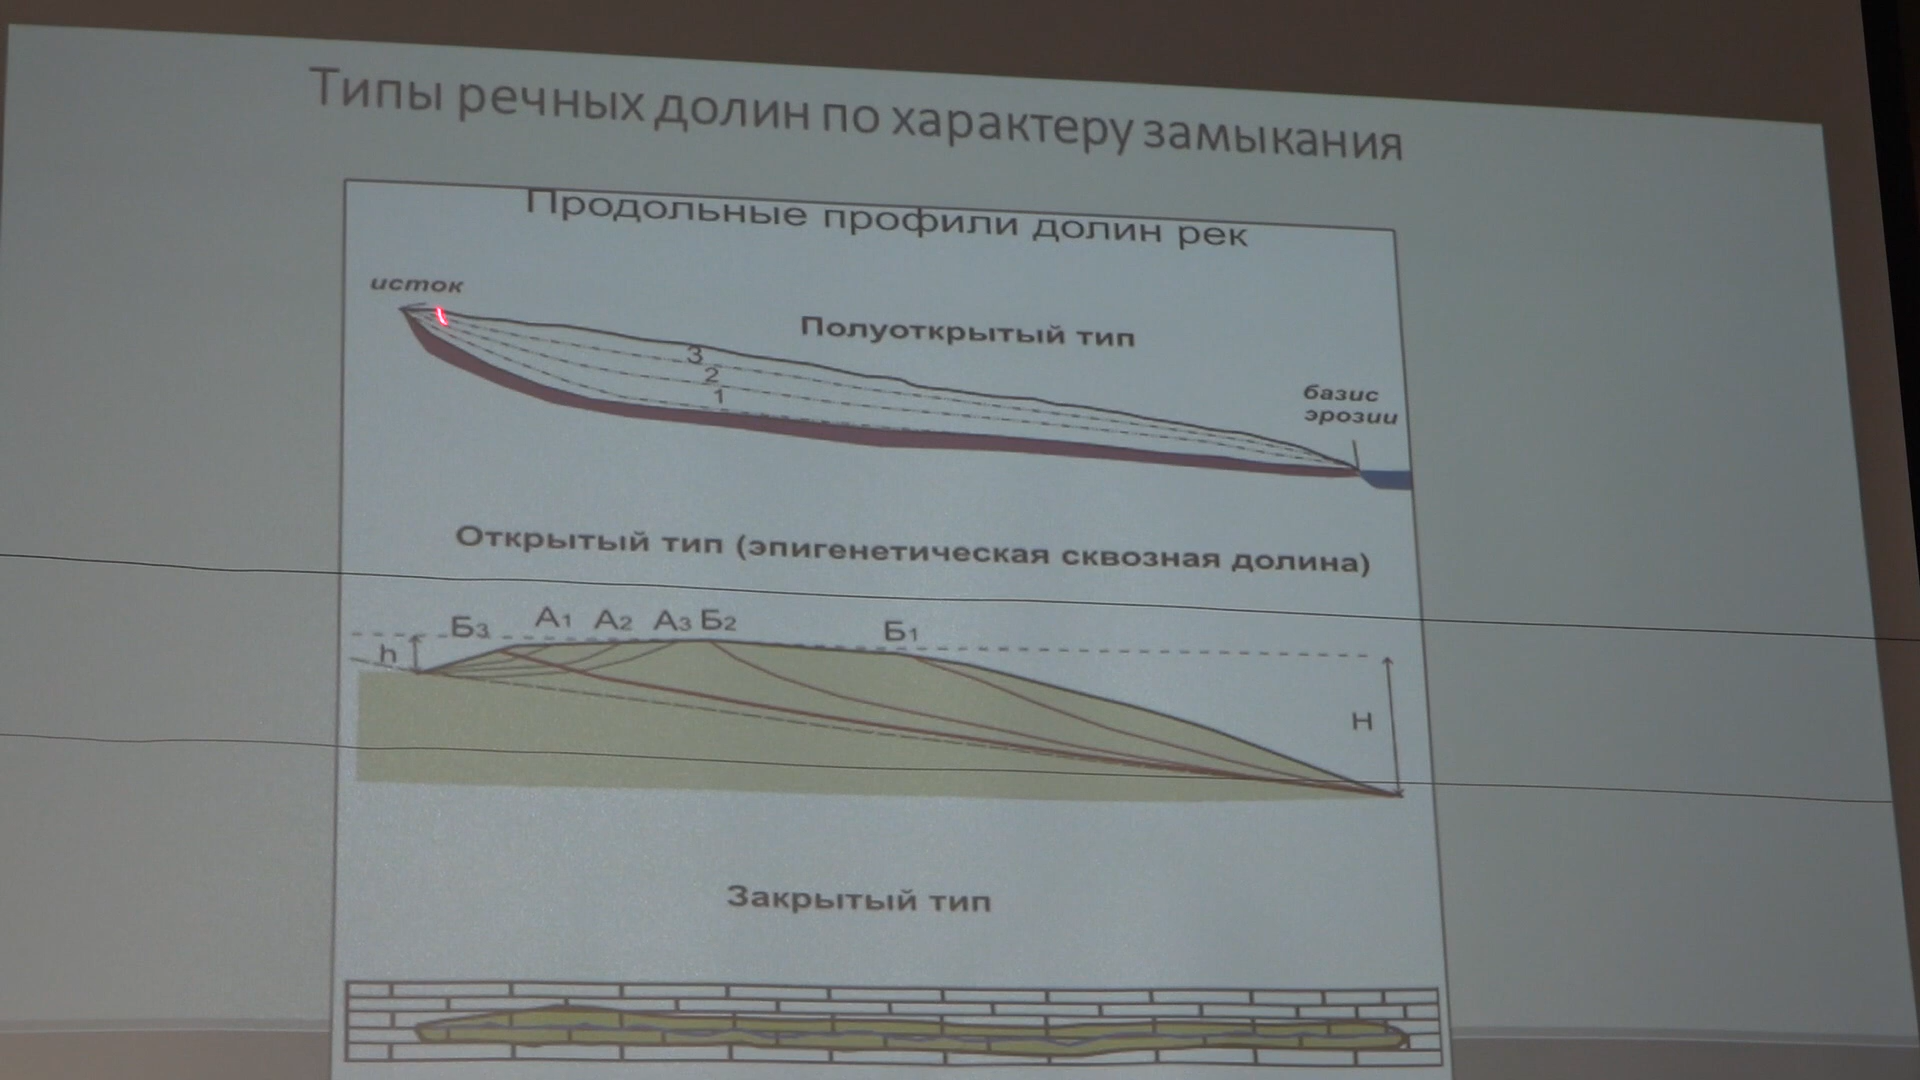 Типы речных долин по характеру замыкания
Продольные профили долин рек
исток
Полуоткрытый тип
3
2
1
базис
эрозии
Открытый тип (эпигенетическая сквозная долина)
Б3 А1 А2 А3 Б2 Б1
h
H
Закрытый тип